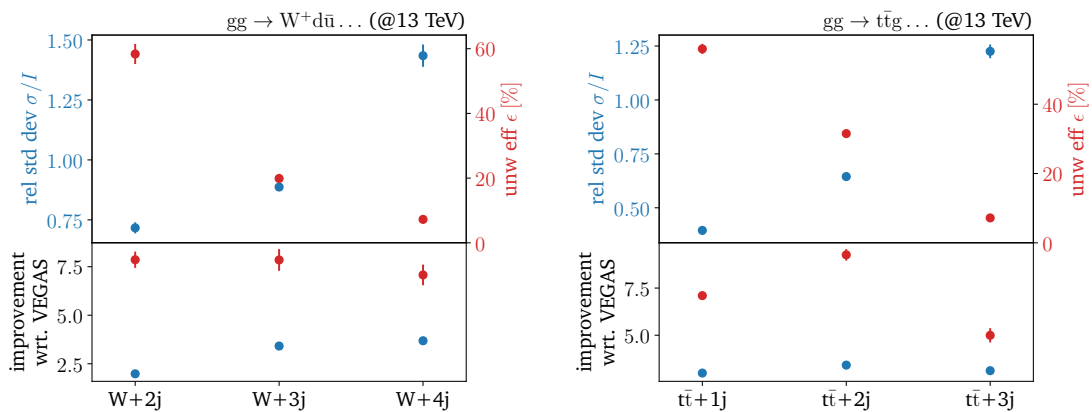 gg → W⁺dū … (@13 TeV)
1.50
1.25
1.00
0.75
rel std dev σ/I
60
40
20
0
unw eff ϵ [%]
7.5
5.0
2.5
improvement
wrt. VEGAS
W+2j
W+3j
W+4j
gg → tt̄g … (@13 TeV)
1.25
1.00
0.75
0.50
rel std dev σ/I
40
20
0
unw eff ϵ [%]
7.5
5.0
improvement
wrt. VEGAS
tt̄+1j
tt̄+2j
tt̄+3j